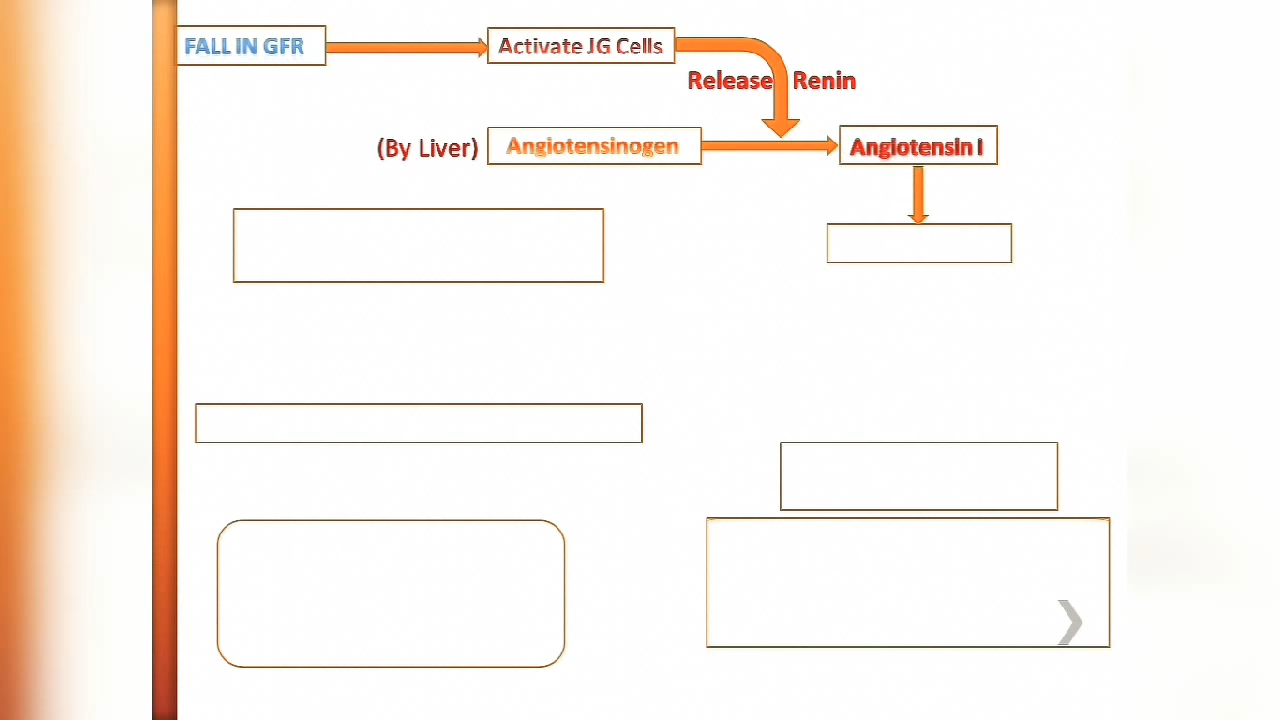 FALL IN GFR
Activate JG Cells
Release Renin
(By Liver) Angiotensinogen
Angiotensin I